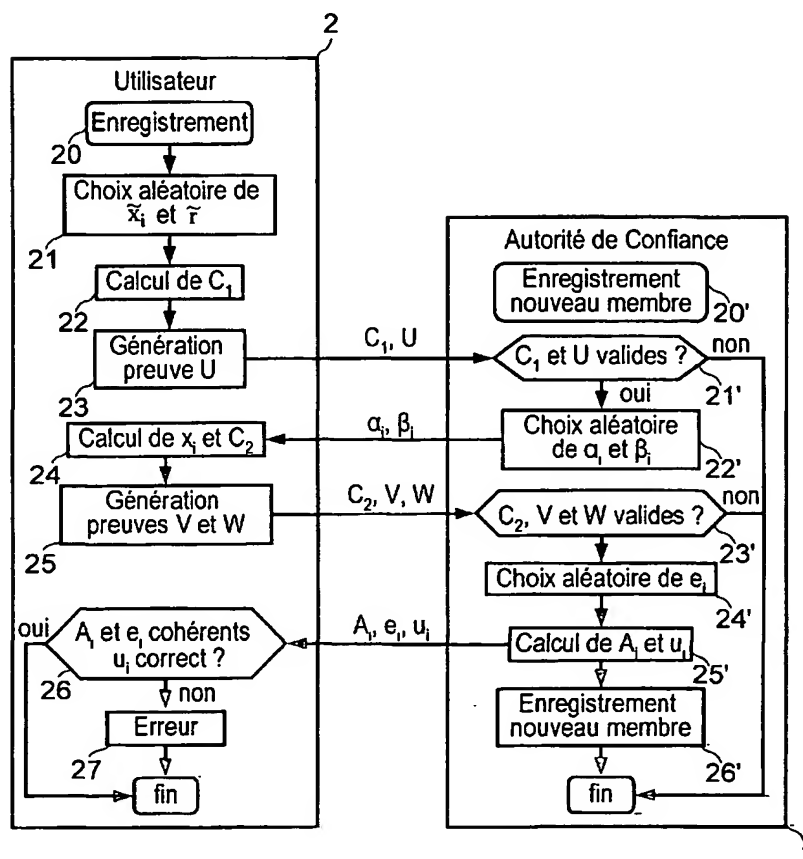 2
Utilisateur
Enregistrement
20
Choix aléatoire de
x̃ᵢ et r̃
21
Calcul de C₁
22
Génération
preuve U
23
C₁, U
Calcul de xᵢ et C₂
24
αᵢ, βᵢ
Génération
preuves V et W
25
C₂, V, W
oui
Aᵢ et eᵢ cohérents
uᵢ correct ?
26
Aᵢ, eᵢ, uᵢ
non
Erreur
27
fin
Autorité de Confiance
Enregistrement
nouveau membre
20'
C₁ et U valides ?
non
21'
oui
Choix aléatoire
de αᵢ et βᵢ
22'
C₂, V et W valides ?
non
23'
Choix aléatoire de eᵢ
24'
Calcul de Aᵢ et uᵢ
25'
Enregistrement
nouveau membre
26'
fin